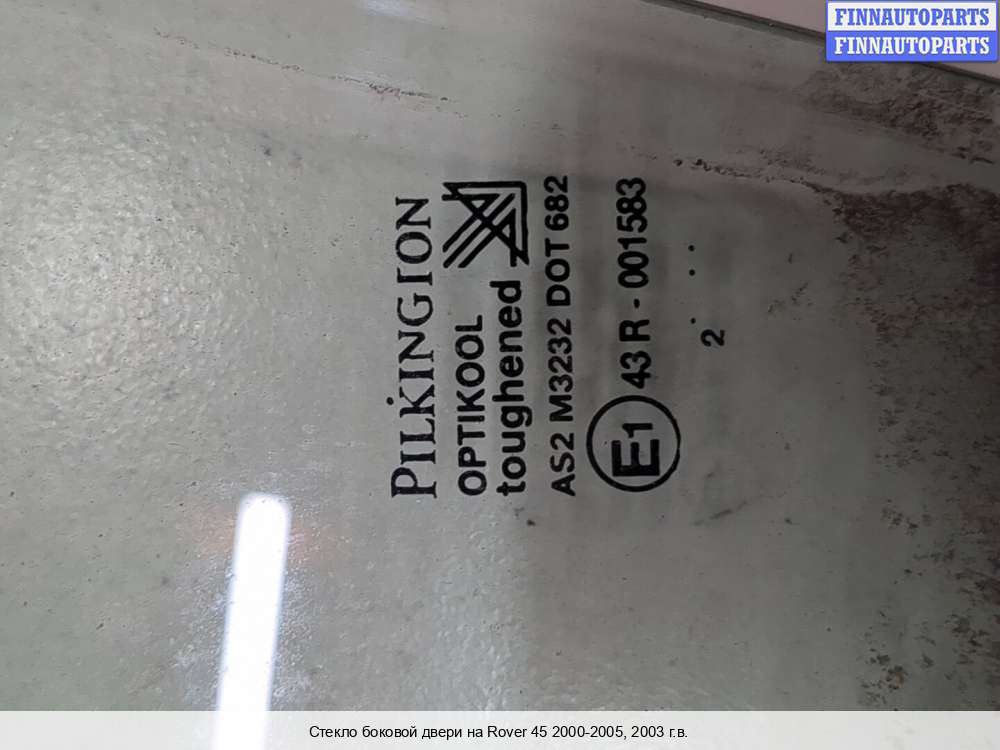 FINNAUTOPARTS
FINNAUTOPARTS
PILKINGTON
OPTIKOOL
toughened
AS2 M3232 DOT 682
E1 43 R - 001583
2
Стекло боковой двери на Rover 45 2000-2005, 2003 г.в.